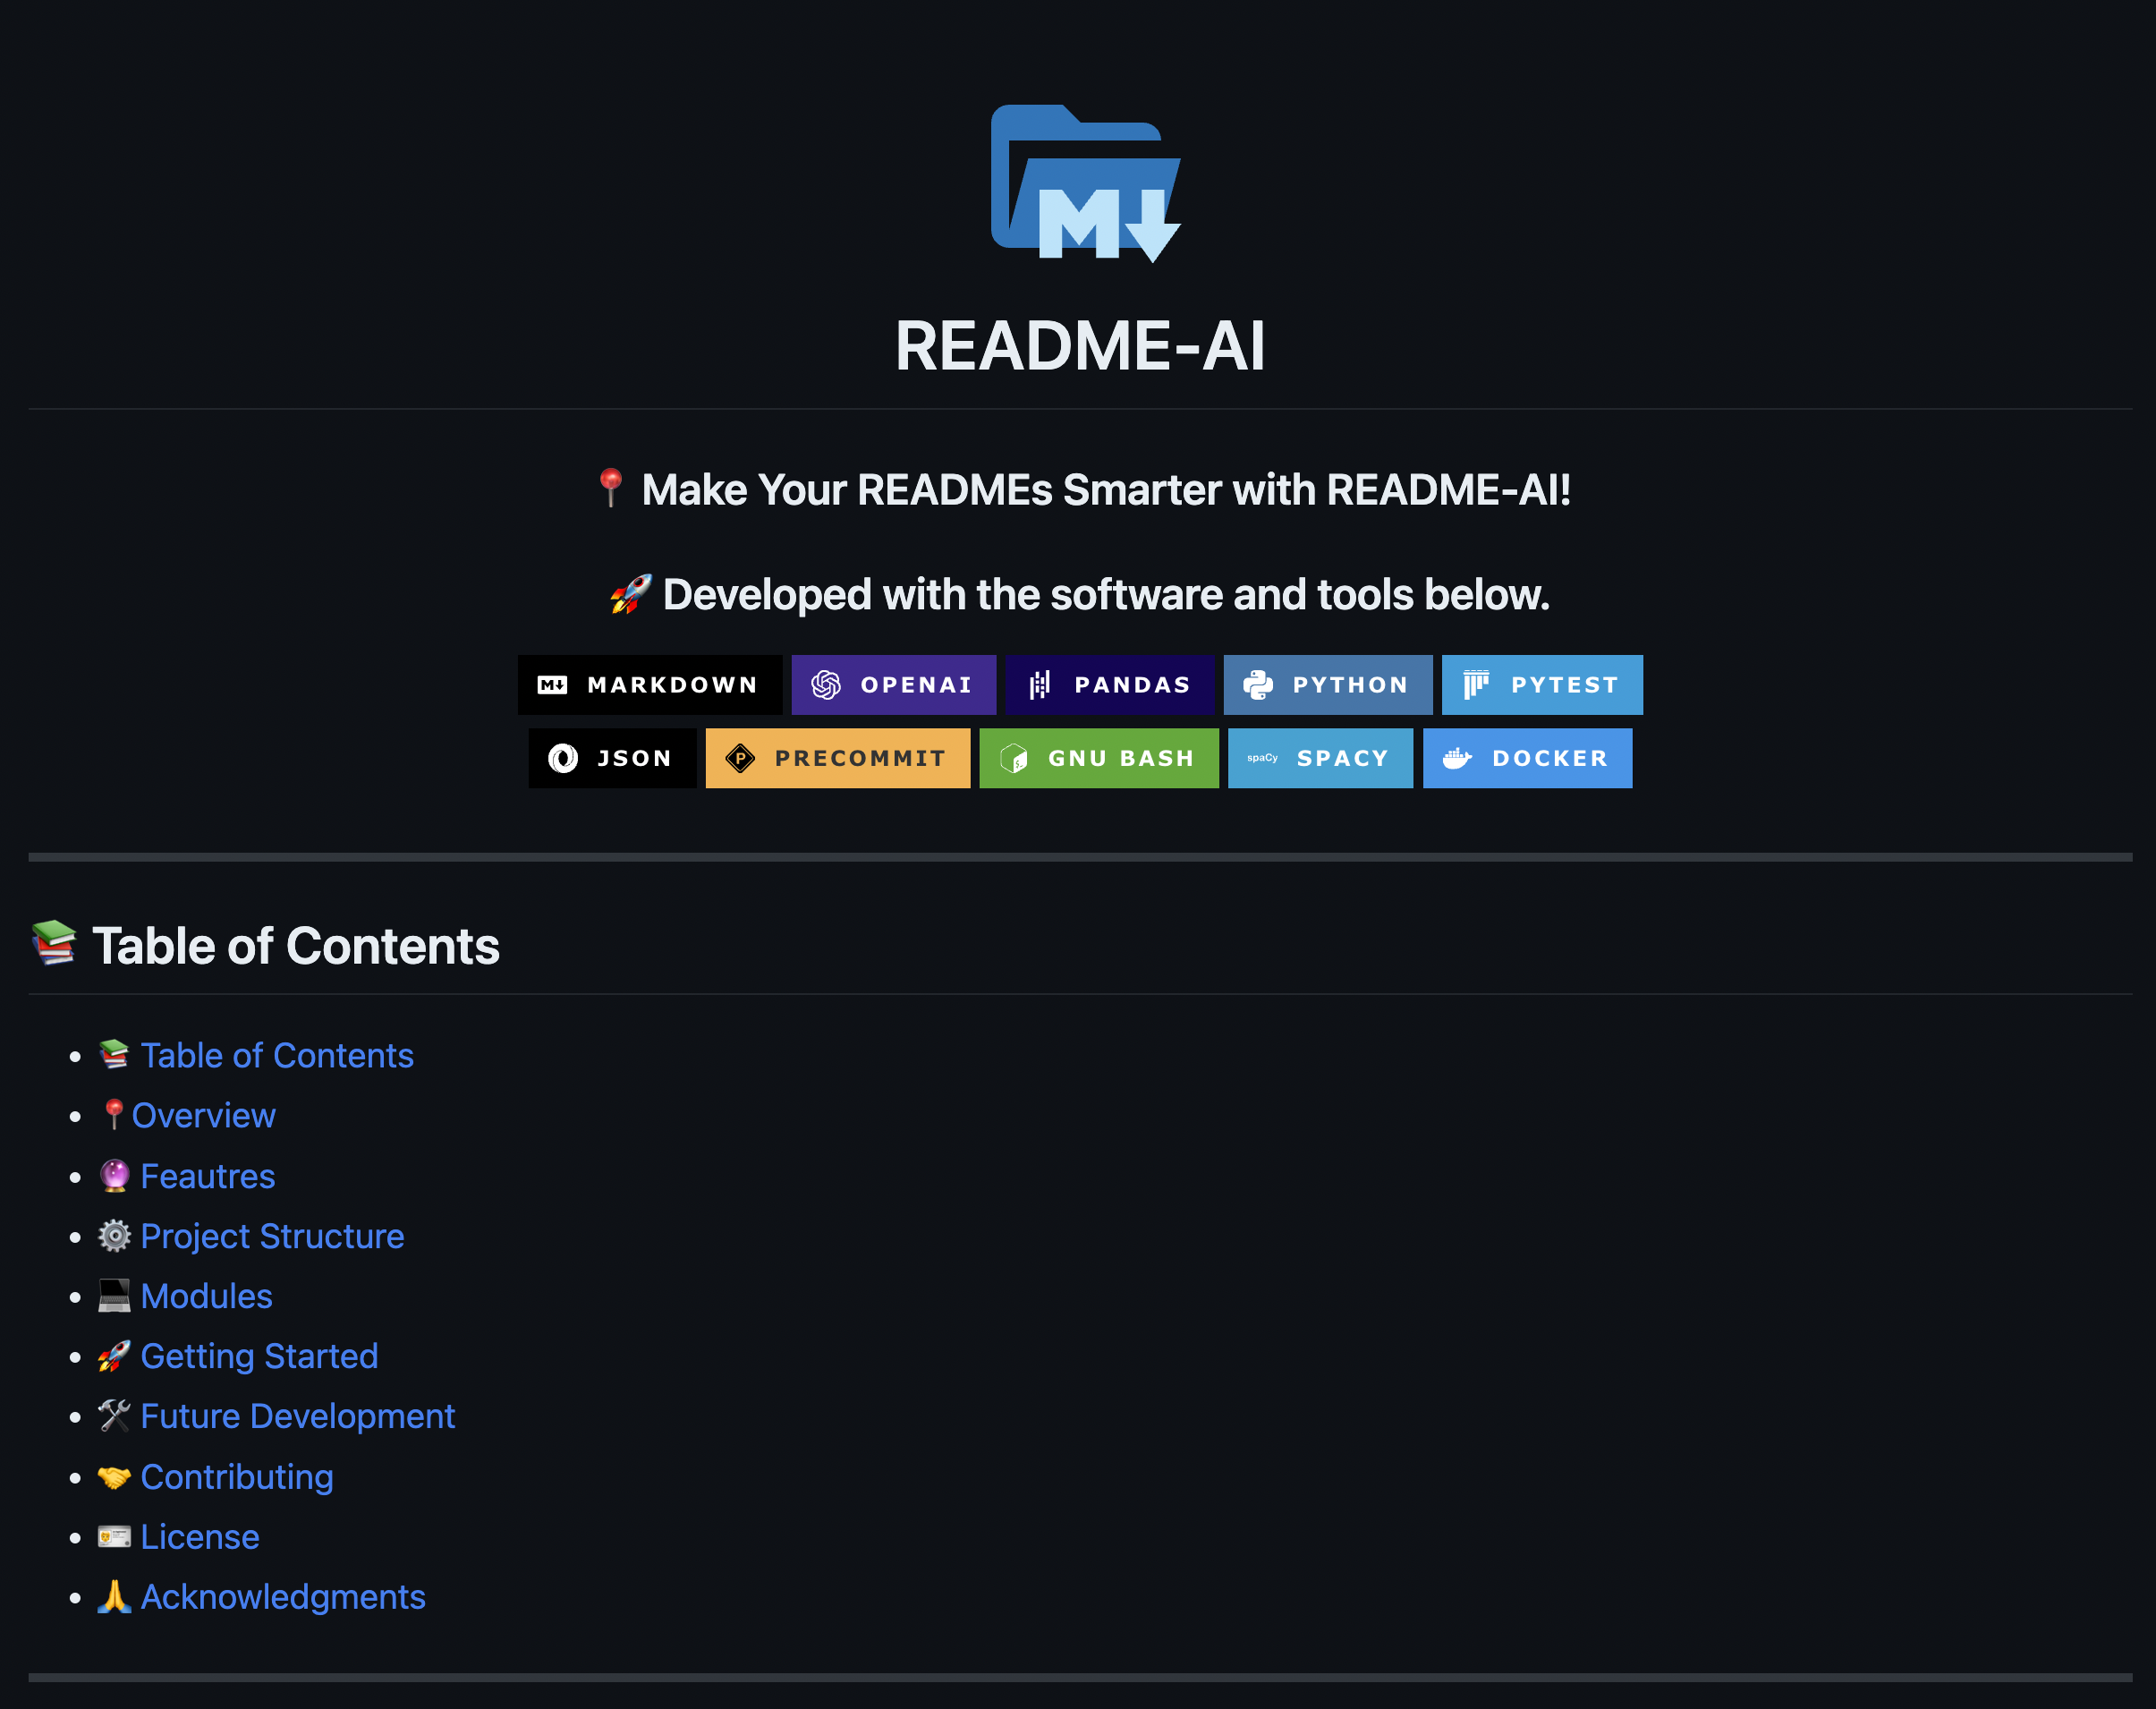 M↓
README-AI
📍 Make Your READMEs Smarter with README-AI!
🚀 Developed with the software and tools below.
M↓ MARKDOWN OPENAI PANDAS PYTHON PYTEST
JSON P PRECOMMIT GNU BASH spaCy SPACY DOCKER
📚 Table of Contents
• 📚 Table of Contents
• 📍Overview
• 🔮 Feautres
• ⚙️ Project Structure
• 💻 Modules
• 🚀 Getting Started
• 🛠 Future Development
• 🤝 Contributing
• 🪪 License
• 🙏 Acknowledgments